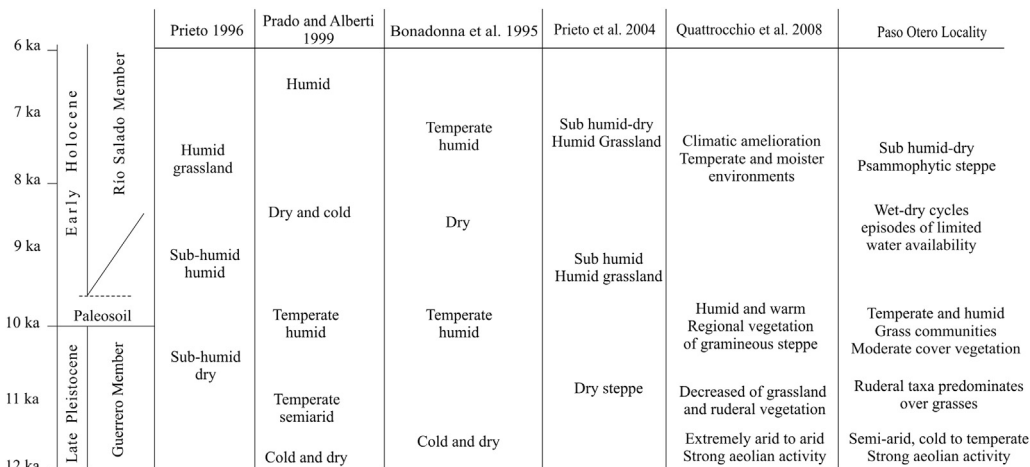 Prieto 1996
Prado and Alberti
1999
Bonadonna et al. 1995
Prieto et al. 2004
Quattrocchio et al. 2008
Paso Otero Locality
6 ka
7 ka
8 ka
9 ka
10 ka
11 ka
12 ka
Early Holocene
Late Pleistocene
Río Salado Member
Paleosoil
Guerrero Member
Humid
grassland
Sub-humid
humid
Sub-humid
dry
Humid
Dry and cold
Temperate
humid
Temperate
semiarid
Cold and dry
Temperate
humid
Dry
Temperate
humid
Cold and dry
Sub humid-dry
Humid Grassland
Sub humid
Humid grassland
Dry steppe
Climatic amelioration
Temperate and moister
environments
Humid and warm
Regional vegetation
of gramineous steppe
Decreased of grassland
and ruderal vegetation
Extremely arid to arid
Strong aeolian activity
Sub humid-dry
Psammophytic steppe
Wet-dry cycles
episodes of limited
water availability
Temperate and humid
Grass communities
Moderate cover vegetation
Ruderal taxa predominates
over grasses
Semi-arid, cold to temperate
Strong aeolian activity